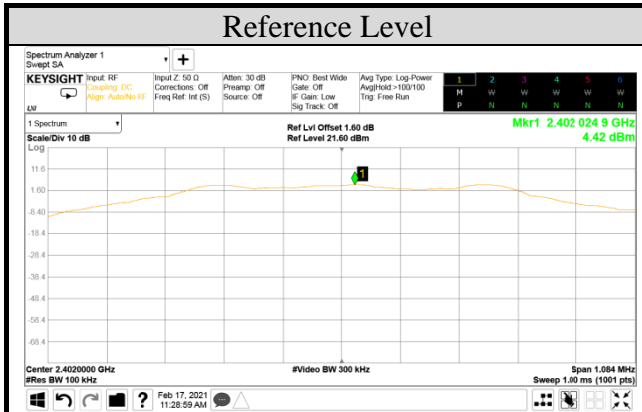 Reference Level
Spectrum Analyzer 1
Swept SA
KEYSIGHT
Input: RF
Coupling: DC
Align: Auto/No RF
Input Z: 50 Ω
Corrections: Off
Freq Ref: Int (S)
Atten: 30 dB
Preamp: Off
Source: Off
PNO: Best Wide
Gate: Off
IF Gain: Low
Sig Track: Off
Avg Type: Log-Power
Avg|Hold:>100/100
Trig: Free Run
1 2 3 4 5 6
M W W W W W
P N N N N N
LXI
1 Spectrum
Scale/Div 10 dB
Ref Lvl Offset 1.60 dB
Ref Level 21.60 dBm
Mkr1 2.402 024 9 GHz
4.42 dBm
Log
1
11.6
1.60
-8.40
-18.4
-28.4
-38.4
-48.4
-58.4
-68.4
Center 2.4020000 GHz
#Res BW 100 kHz
#Video BW 300 kHz
Span 1.084 MHz
Sweep 1.00 ms (1001 pts)
?
Feb 17, 2021
11:28:59 AM